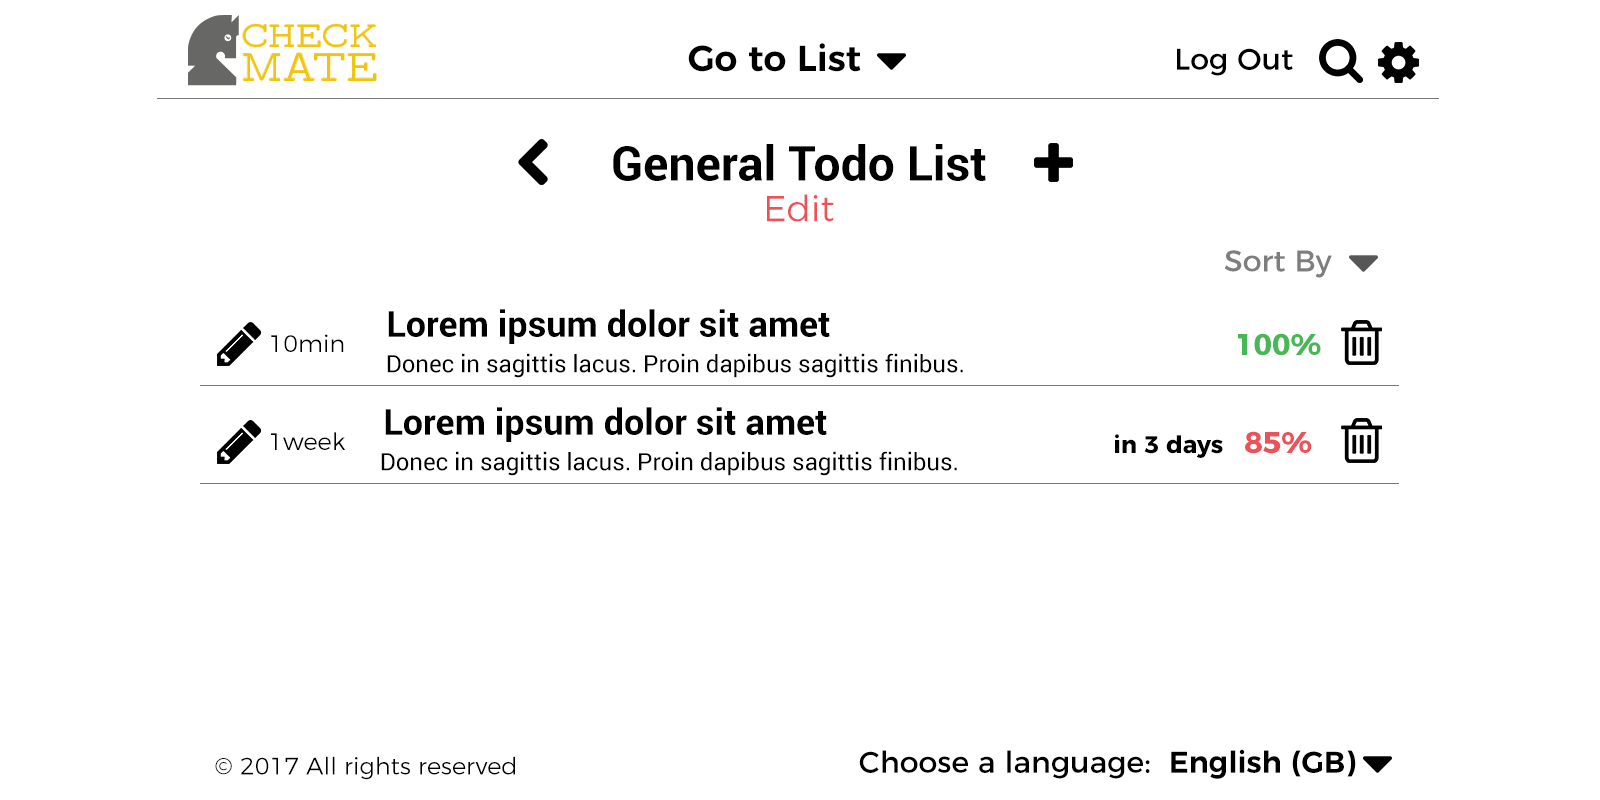 CHECK
MATE
Go to List
Log Out
General Todo List
Edit
Sort By
10min
Lorem ipsum dolor sit amet
Donec in sagittis lacus. Proin dapibus sagittis finibus.
100%
1week
Lorem ipsum dolor sit amet
Donec in sagittis lacus. Proin dapibus sagittis finibus.
in 3 days 85%
© 2017 All rights reserved
Choose a language: English (GB)